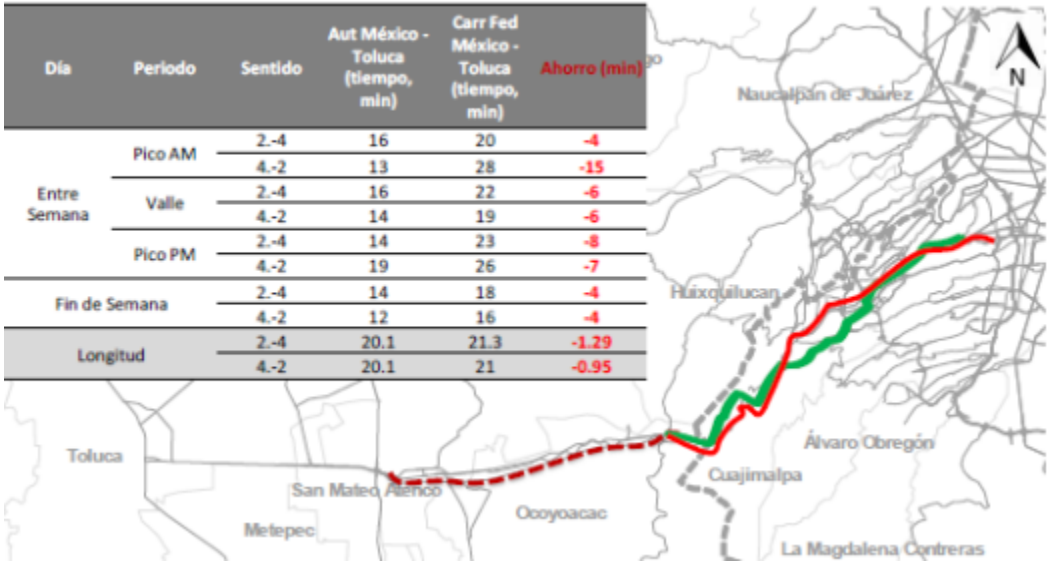 Día Periodo Sentido Aut México - Toluca (tiempo, min) Carr Fed México - Toluca (tiempo, min) Ahorro (min)
Entre Semana Pico AM 2.-4 16 20 -4
4.-2 13 28 -15
Valle 2.-4 16 22 -6
4.-2 14 19 -6
Pico PM 2.-4 14 23 -8
4.-2 19 26 -7
Fin de Semana 2.-4 14 18 -4
4.-2 12 16 -4
Longitud 2.-4 20.1 21.3 -1.29
4.-2 20.1 21 -0.95
N
Naucalpan de Juárez
Huixquilucan
Álvaro Obregón
Toluca
Cuajimalpa
San Mateo Atenco
Ocoyoacac
Metepec
La Magdalena Contreras